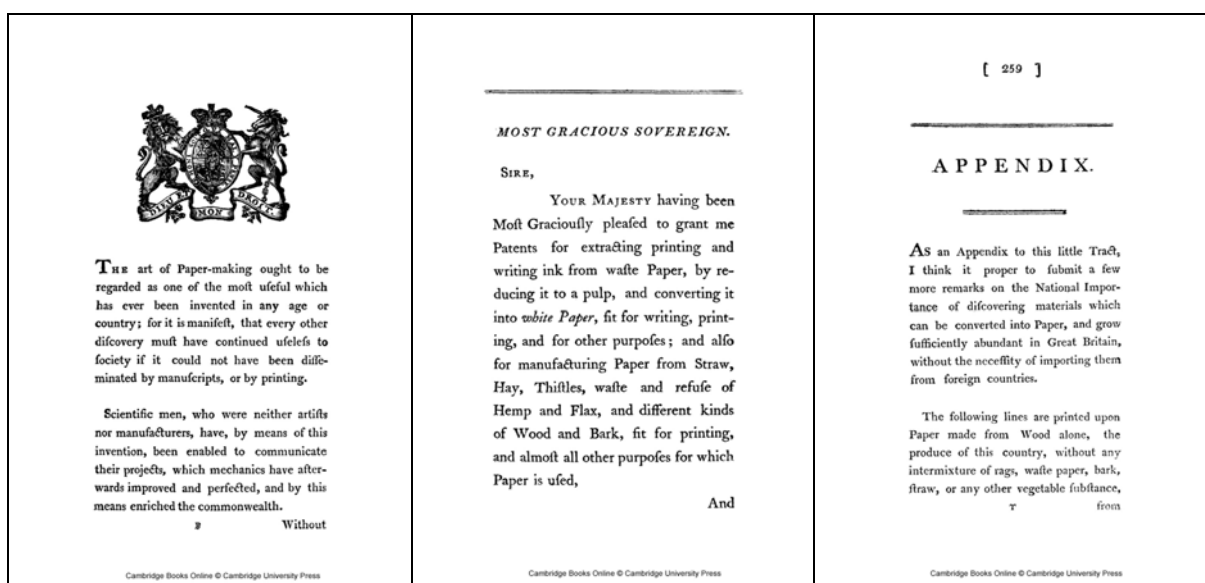 DIEU ET
MON
DROIT.
THE art of Paper-making ought to be
regarded as one of the moſt uſeful which
has ever been invented in any age or
country; for it is manifeſt, that every other
diſcovery muſt have continued uſeleſs to
ſociety if it could not have been diſſe-
minated by manuſcripts, or by printing.
Scientific men, who were neither artiſts
nor manufacturers, have, by means of this
invention, been enabled to communicate
their projects, which mechanics have after-
wards improved and perfected, and by this
means enriched the commonwealth.
B Without
Cambridge Books Online © Cambridge University Press
MOST GRACIOUS SOVEREIGN.
SIRE,
YOUR MAJESTY having been
Moſt Graciouſly pleaſed to grant me
Patents for extracting printing and
writing ink from waſte Paper, by re-
ducing it to a pulp, and converting it
into white Paper, fit for writing, print-
ing, and for other purpoſes; and alſo
for manufacturing Paper from Straw,
Hay, Thiſtles, waſte and refuſe of
Hemp and Flax, and different kinds
of Wood and Bark, fit for printing,
and almoſt all other purpoſes for which
Paper is uſed,
And
Cambridge Books Online © Cambridge University Press
[ 259 ]
APPENDIX.
AS an Appendix to this little Tract,
I think it proper to ſubmit a few
more remarks on the National Impor-
tance of diſcovering materials which
can be converted into Paper, and grow
ſufficiently abundant in Great Britain,
without the neceſſity of importing them
from foreign countries.
The following lines are printed upon
Paper made from Wood alone, the
produce of this country, without any
intermixture of rags, waſte paper, bark,
ſtraw, or any other vegetable ſubſtance,
T from
Cambridge Books Online © Cambridge University Press